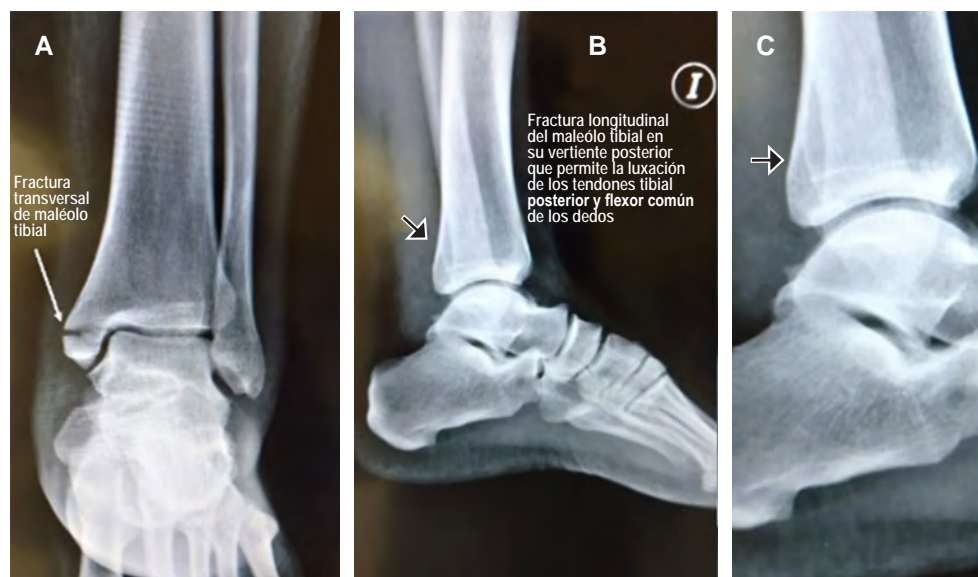 A
Fractura
transversal
de maléolo
tibial
B
I
Fractura longitudinal
del maleólo tibial en
su vertiente posterior
que permite la luxación
de los tendones tibial
posterior y flexor común
de los dedos
C